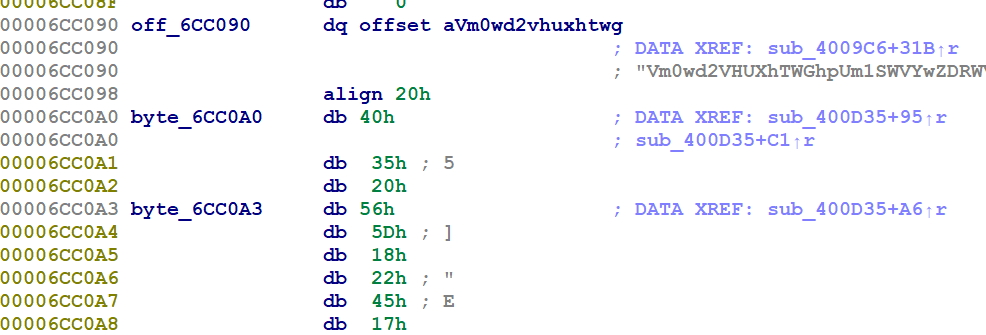 00006CC08F db 0
00006CC090 off_6CC090 dq offset aVm0wd2vhuxhtwg
00006CC090 ; DATA XREF: sub_4009C6+31B↑r
00006CC090 ; "Vm0wd2VHUXhTWGhpUm1SWVYwZDRWV
00006CC098 align 20h
00006CC0A0 byte_6CC0A0 db 40h ; DATA XREF: sub_400D35+95↑r
00006CC0A0 ; sub_400D35+C1↑r
00006CC0A1 db 35h ; 5
00006CC0A2 db 20h
00006CC0A3 byte_6CC0A3 db 56h ; DATA XREF: sub_400D35+A6↑r
00006CC0A4 db 5Dh ; ]
00006CC0A5 db 18h
00006CC0A6 db 22h ; "
00006CC0A7 db 45h ; E
00006CC0A8 db 17h